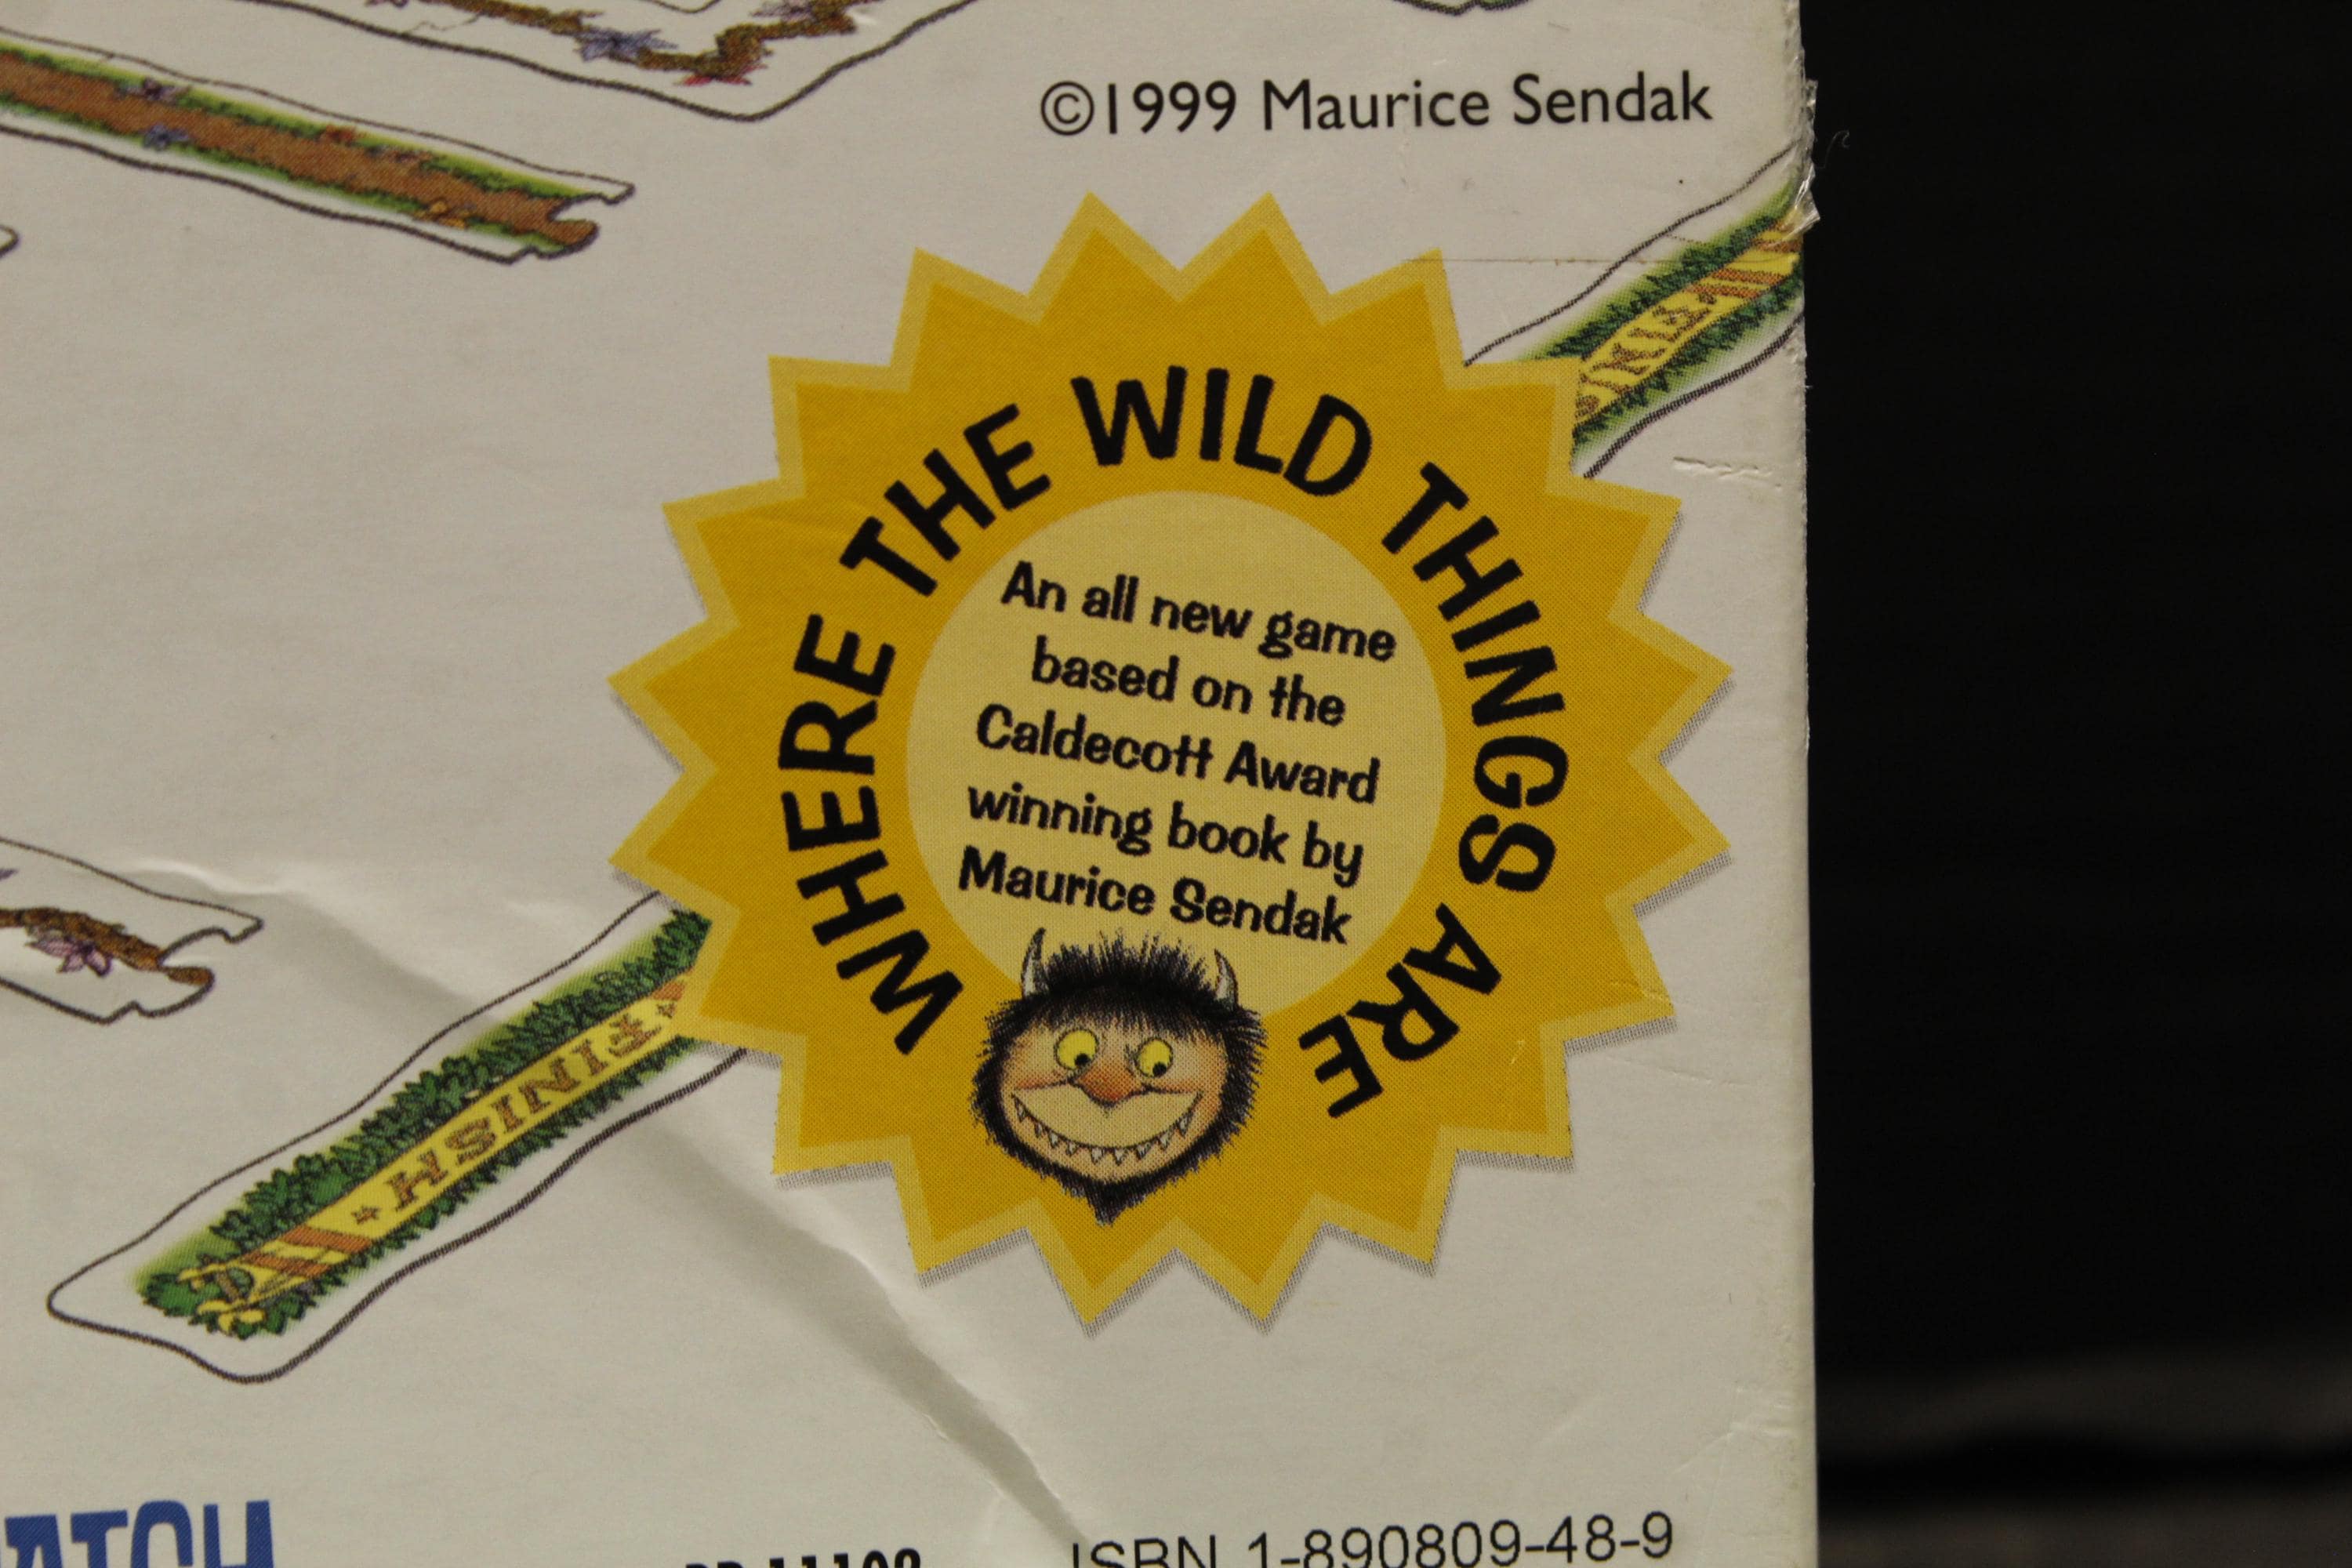 ©1999 Maurice Sendak
WHERE THE WILD THINGS ARE
An all new game
based on the
Caldecott Award
winning book by
Maurice Sendak
FINISH
ISBN 1-890809-48-9